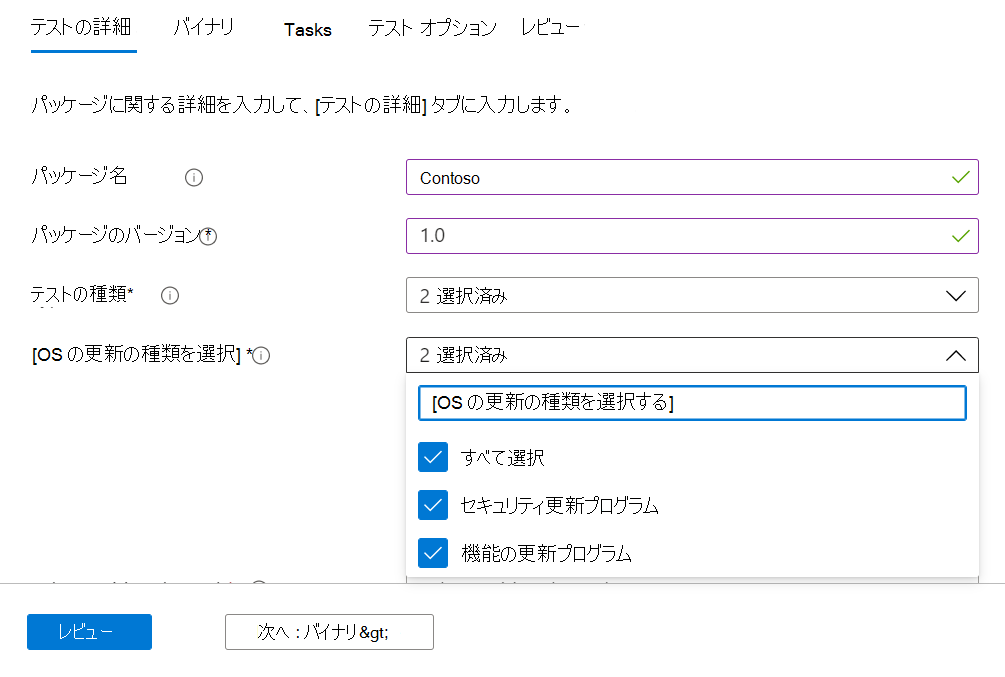 テストの詳細 バイナリ Tasks テスト オプション レビュー
パッケージに関する詳細を入力して、[テストの詳細] タブに入力します。
パッケージ名 Contoso
パッケージのバージョン* 1.0
テストの種類* 2 選択済み
[OS の更新の種類を選択] * 2 選択済み
[OS の更新の種類を選択する]
すべて選択
セキュリティ更新プログラム
機能の更新プログラム
レビュー 次へ : バイナリ&gt;